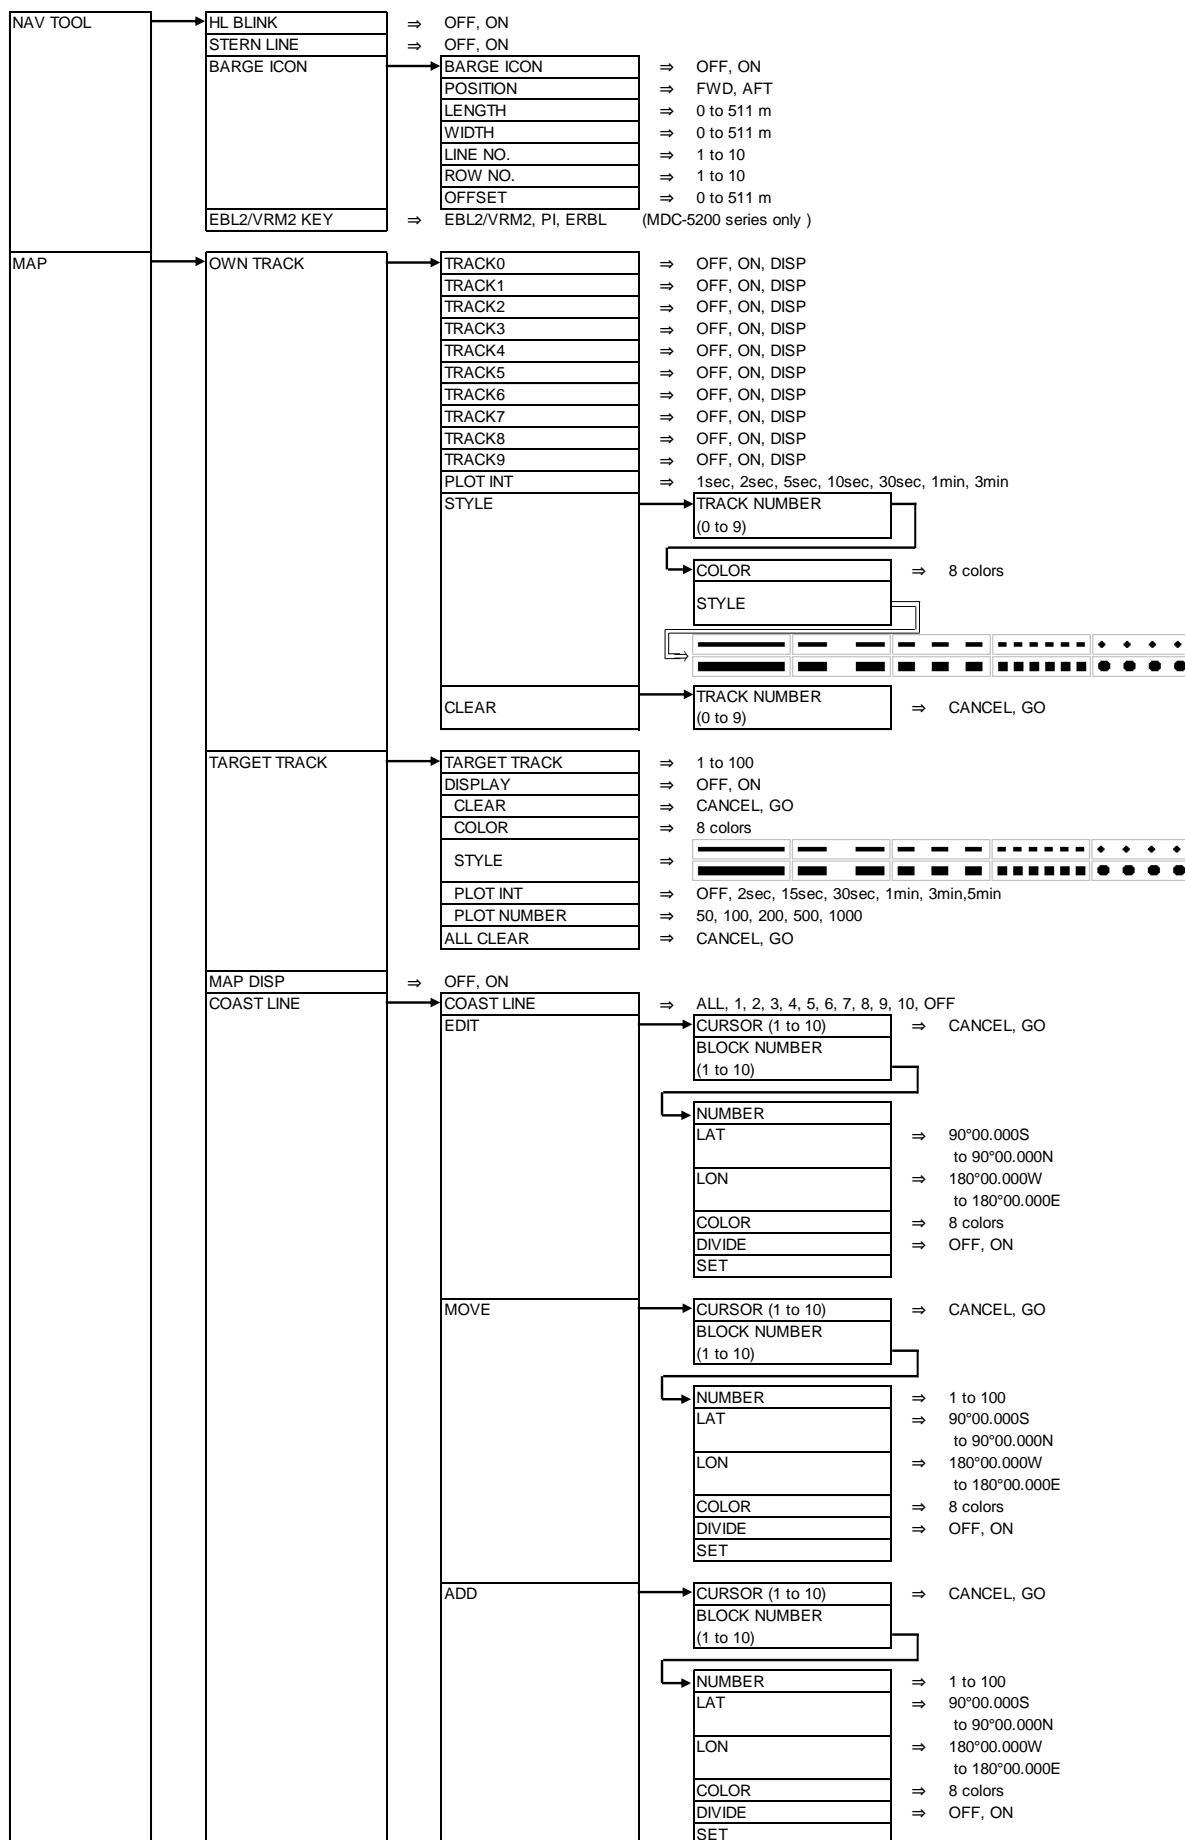 NAV TOOL HL BLINK ⇒ OFF, ON
STERN LINE ⇒ OFF, ON
BARGE ICON BARGE ICON ⇒ OFF, ON
POSITION ⇒ FWD, AFT
LENGTH ⇒ 0 to 511 m
WIDTH ⇒ 0 to 511 m
LINE NO. ⇒ 1 to 10
ROW NO. ⇒ 1 to 10
OFFSET ⇒ 0 to 511 m
EBL2/VRM2 KEY ⇒ EBL2/VRM2, PI, ERBL (MDC-5200 series only )
MAP OWN TRACK TRACK0 ⇒ OFF, ON, DISP
TRACK1 ⇒ OFF, ON, DISP
TRACK2 ⇒ OFF, ON, DISP
TRACK3 ⇒ OFF, ON, DISP
TRACK4 ⇒ OFF, ON, DISP
TRACK5 ⇒ OFF, ON, DISP
TRACK6 ⇒ OFF, ON, DISP
TRACK7 ⇒ OFF, ON, DISP
TRACK8 ⇒ OFF, ON, DISP
TRACK9 ⇒ OFF, ON, DISP
PLOT INT ⇒ 1sec, 2sec, 5sec, 10sec, 30sec, 1min, 3min
STYLE TRACK NUMBER
(0 to 9)
COLOR ⇒ 8 colors
STYLE
CLEAR TRACK NUMBER
(0 to 9) ⇒ CANCEL, GO
TARGET TRACK TARGET TRACK ⇒ 1 to 100
DISPLAY ⇒ OFF, ON
CLEAR ⇒ CANCEL, GO
COLOR ⇒ 8 colors
STYLE ⇒
PLOT INT ⇒ OFF, 2sec, 15sec, 30sec, 1min, 3min,5min
PLOT NUMBER ⇒ 50, 100, 200, 500, 1000
ALL CLEAR ⇒ CANCEL, GO
MAP DISP ⇒ OFF, ON
COAST LINE COAST LINE ⇒ ALL, 1, 2, 3, 4, 5, 6, 7, 8, 9, 10, OFF
EDIT CURSOR (1 to 10) ⇒ CANCEL, GO
BLOCK NUMBER
(1 to 10)
NUMBER
LAT ⇒ 90°00.000S
to 90°00.000N
LON ⇒ 180°00.000W
to 180°00.000E
COLOR ⇒ 8 colors
DIVIDE ⇒ OFF, ON
SET
MOVE CURSOR (1 to 10) ⇒ CANCEL, GO
BLOCK NUMBER
(1 to 10)
NUMBER ⇒ 1 to 100
LAT ⇒ 90°00.000S
to 90°00.000N
LON ⇒ 180°00.000W
to 180°00.000E
COLOR ⇒ 8 colors
DIVIDE ⇒ OFF, ON
SET
ADD CURSOR (1 to 10) ⇒ CANCEL, GO
BLOCK NUMBER
(1 to 10)
NUMBER ⇒ 1 to 100
LAT ⇒ 90°00.000S
to 90°00.000N
LON ⇒ 180°00.000W
to 180°00.000E
COLOR ⇒ 8 colors
DIVIDE ⇒ OFF, ON
SET